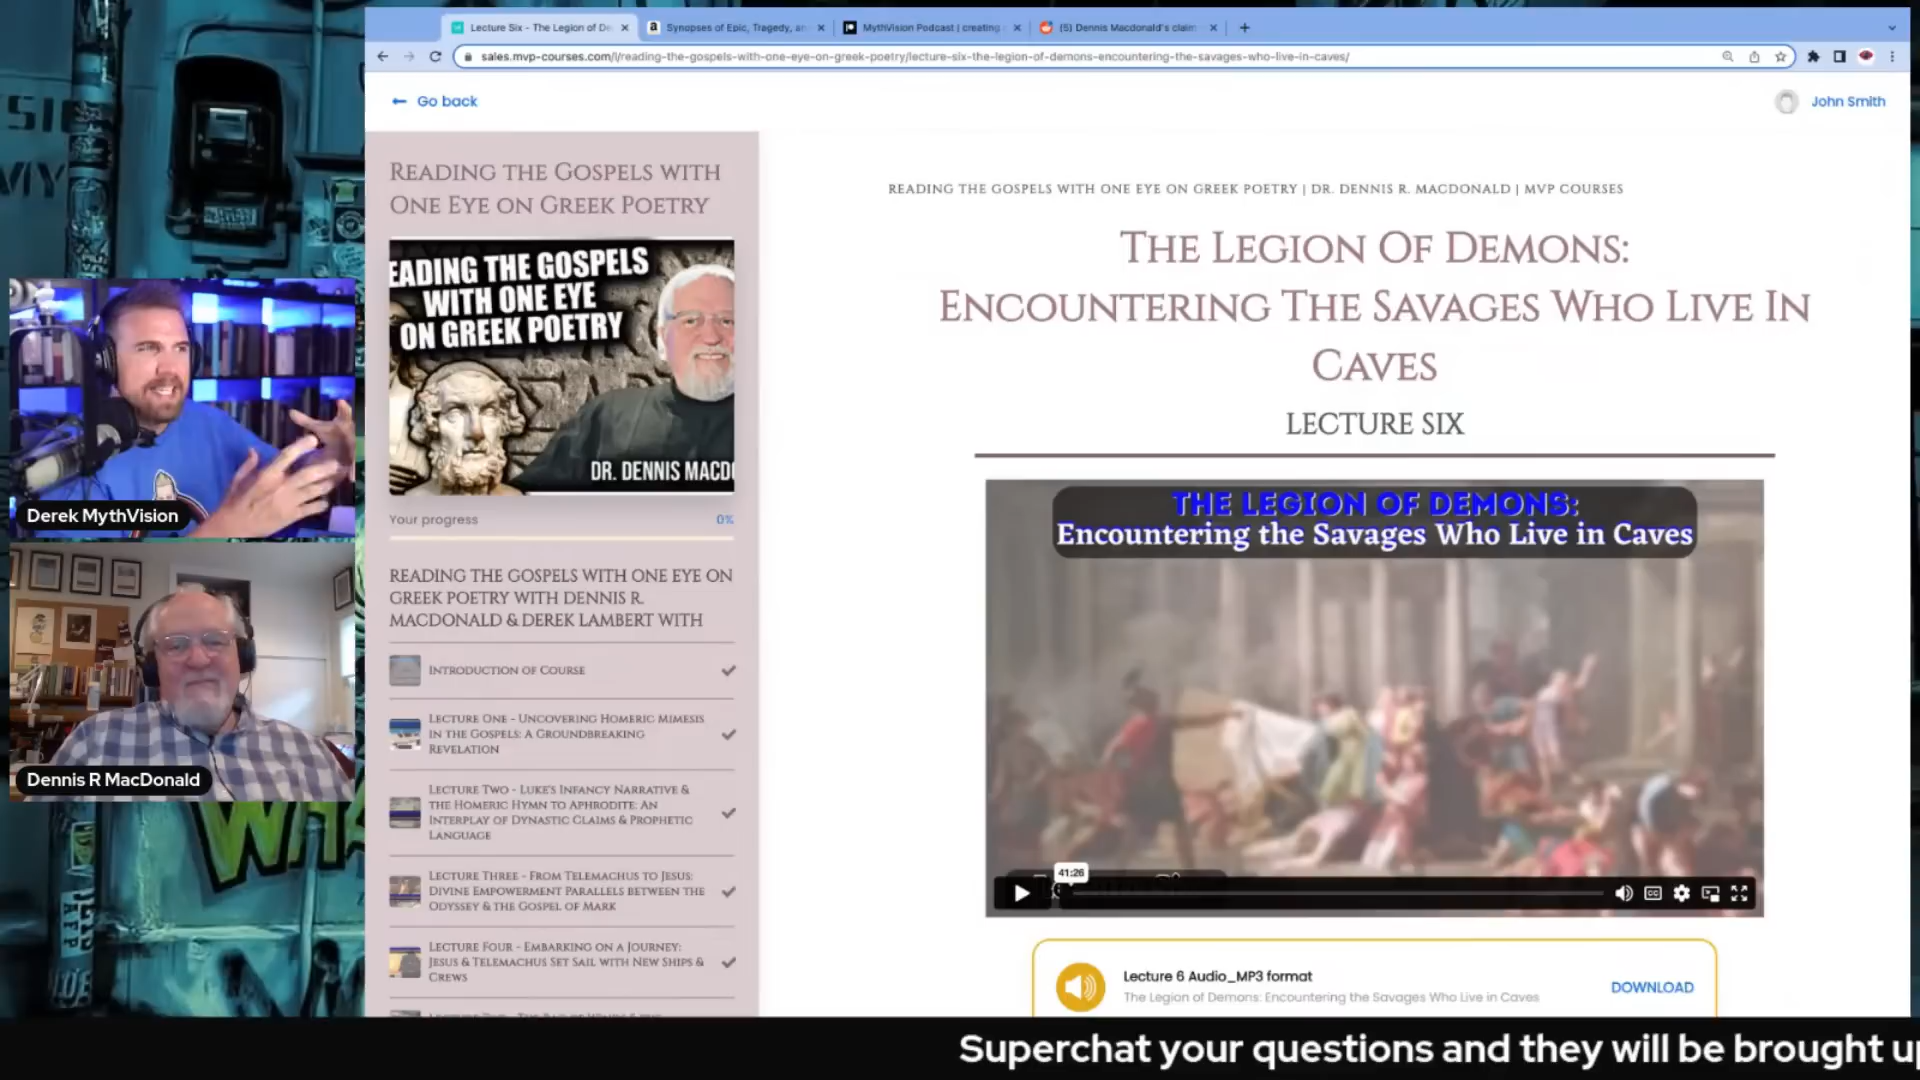 Lecture Six - The Legion of De
Synopses of Epic, Tragedy, an
MythVision Podcast | creating
(5) Dennis Macdonald's claim
sales.mvp-courses.com/l/reading-the-gospels-with-one-eye-on-greek-poetry/lecture-six-the-legion-of-demons-encountering-the-savages-who-live-in-caves/
Go back
John Smith
READING THE GOSPELS WITH
ONE EYE ON GREEK POETRY
EADING THE GOSPELS
WITH ONE EYE
ON GREEK POETRY
DR. DENNIS MACD
Your progress
0%
READING THE GOSPELS WITH ONE EYE ON
GREEK POETRY WITH DENNIS R.
MACDONALD & DEREK LAMBERT WITH
INTRODUCTION OF COURSE
LECTURE ONE - UNCOVERING HOMERIC MIMESIS
IN THE GOSPELS: A GROUNDBREAKING
REVELATION
LECTURE TWO - LUKE'S INFANCY NARRATIVE &
THE HOMERIC HYMN TO APHRODITE: AN
INTERPLAY OF DYNASTIC CLAIMS & PROPHETIC
LANGUAGE
LECTURE THREE - FROM TELEMACHUS TO JESUS:
DIVINE EMPOWERMENT PARALLELS BETWEEN THE
ODYSSEY & THE GOSPEL OF MARK
LECTURE FOUR - EMBARKING ON A JOURNEY:
JESUS & TELEMACHUS SET SAIL WITH NEW SHIPS &
CREWS
READING THE GOSPELS WITH ONE EYE ON GREEK POETRY | DR. DENNIS R. MACDONALD | MVP COURSES
THE LEGION OF DEMONS:
ENCOUNTERING THE SAVAGES WHO LIVE IN
CAVES
LECTURE SIX
THE LEGION OF DEMONS:
Encountering the Savages Who Live in Caves
41:26
CC
Lecture 6 Audio_MP3 format
The Legion of Demons: Encountering the Savages Who Live in Caves
DOWNLOAD
Derek MythVision
Dennis R MacDonald
Superchat your questions and they will be brought up